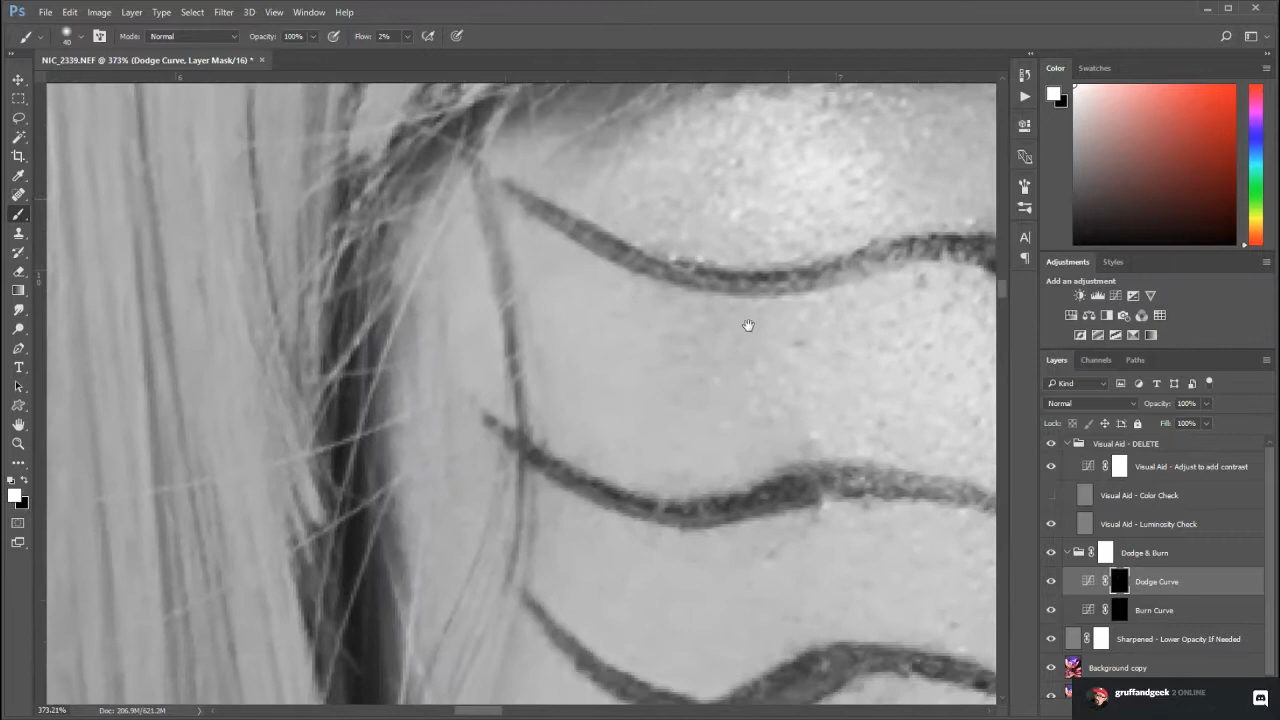 Ps File Edit Image Layer Type Select Filter 3D View Window Help
40 Mode: Normal Opacity: 100% Flow: 2%
NIC_2339.NEF @ 373% (Dodge Curve, Layer Mask/16) * ×
6 7
1
0
Color Swatches
Adjustments Styles
Add an adjustment
Layers Channels Paths
Kind
Normal Opacity: 100%
Lock: Fill: 100%
Visual Aid - DELETE
Visual Aid - Adjust to add contrast
Visual Aid - Color Check
Visual Aid - Luminosity Check
Dodge & Burn
Dodge Curve
Burn Curve
Sharpened - Lower Opacity If Needed
Background copy
gruffandgeek 2 ONLINE
373.21% Doc: 206.9M/621.2M